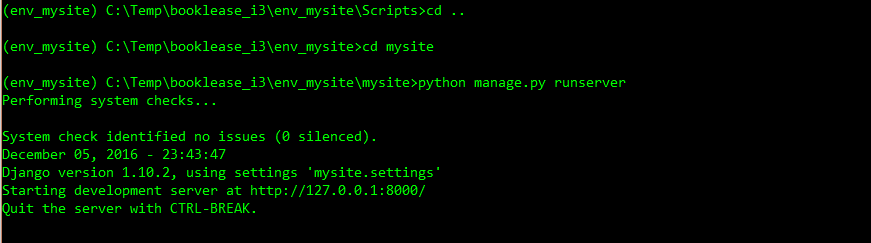 (env_mysite) C:\Temp\booklease_i3\env_mysite\Scripts>cd ..
(env_mysite) C:\Temp\booklease_i3\env_mysite>cd mysite
(env_mysite) C:\Temp\booklease_i3\env_mysite\mysite>python manage.py runserver
Performing system checks...
System check identified no issues (0 silenced).
December 05, 2016 - 23:43:47
Django version 1.10.2, using settings 'mysite.settings'
Starting development server at http://127.0.0.1:8000/
Quit the server with CTRL-BREAK.